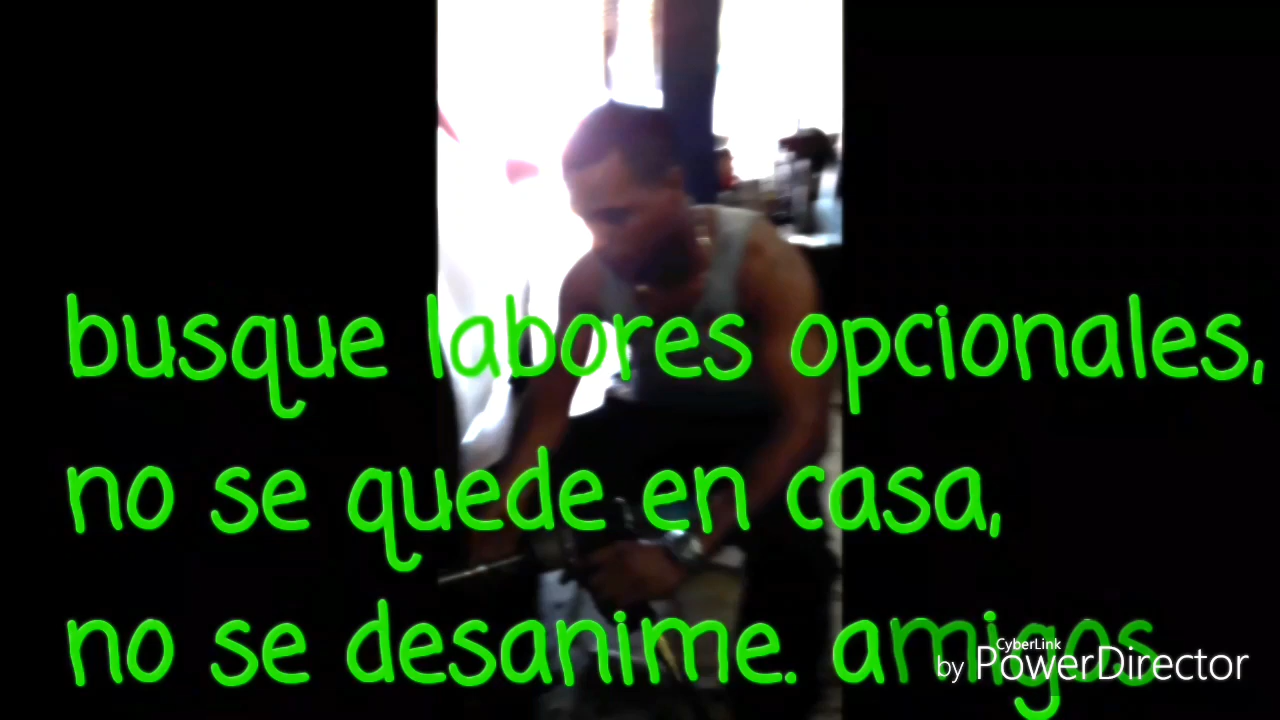 busque labores opcionales,
no se quede en casa,
no se desanime. amigos
CyberLink
by PowerDirector